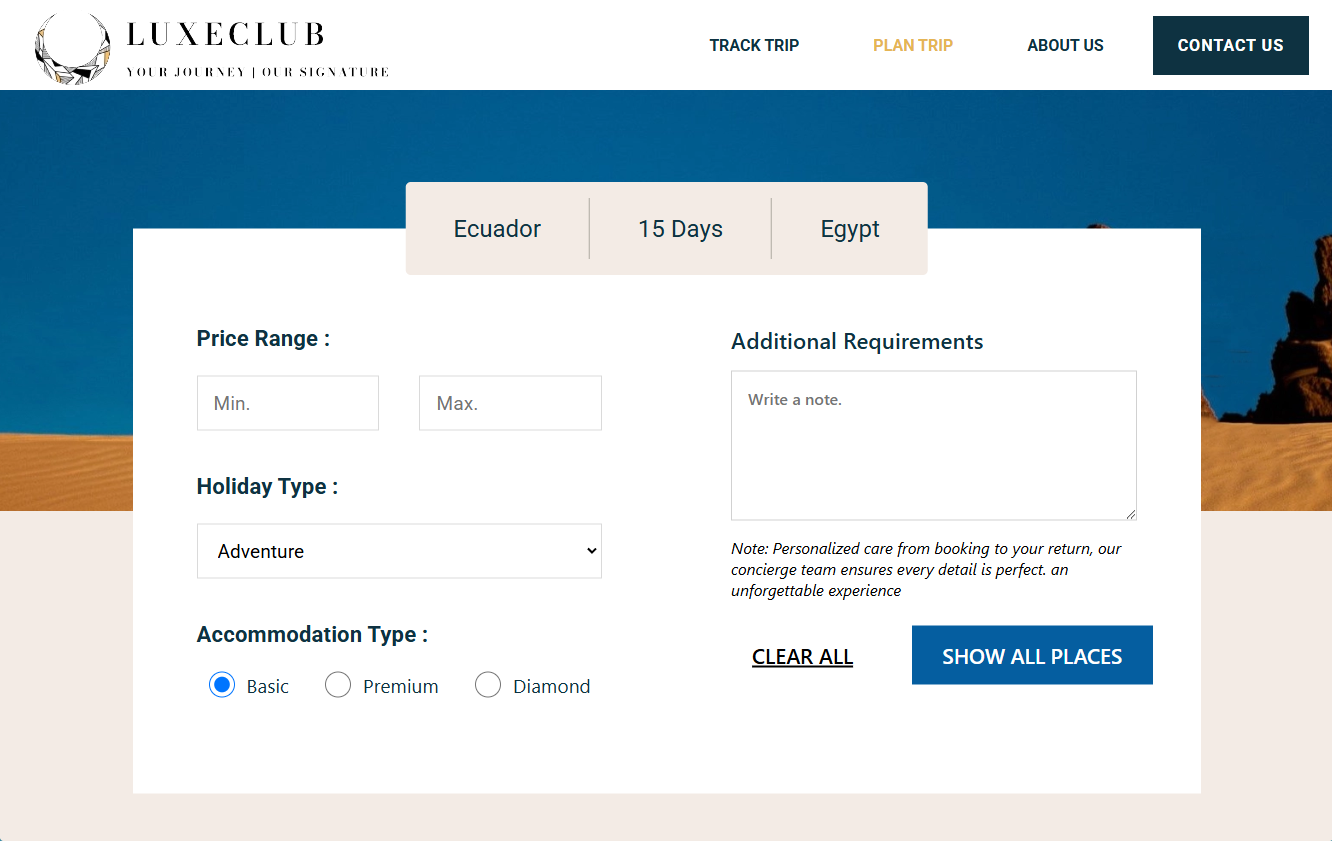 LUXECLUB
YOUR JOURNEY | OUR SIGNATURE
TRACK TRIP
PLAN TRIP
ABOUT US
CONTACT US
Ecuador
15 Days
Egypt
Price Range :
Min.
Max.
Holiday Type :
Adventure
Accommodation Type :
Basic
Premium
Diamond
Additional Requirements
Write a note.
Note: Personalized care from booking to your return, our
concierge team ensures every detail is perfect. an
unforgettable experience
CLEAR ALL
SHOW ALL PLACES